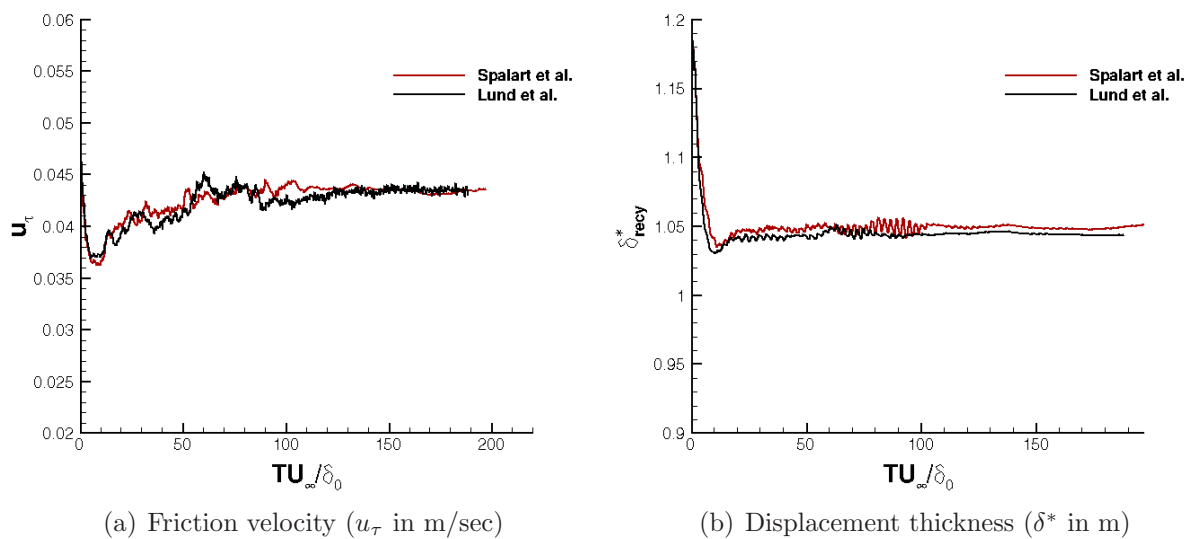 0.06
0.055
0.05
0.045
0.04
0.035
0.03
0.025
0.02
0
50
100
150
200
u_τ
TU_∞/δ_0
Spalart et al.
Lund et al.
(a) Friction velocity (u_τ in m/sec)
1.2
1.15
1.1
1.05
1
0.95
0.9
0
50
100
150
δ*_recy
TU_∞/δ_0
Spalart et al.
Lund et al.
(b) Displacement thickness (δ* in m)